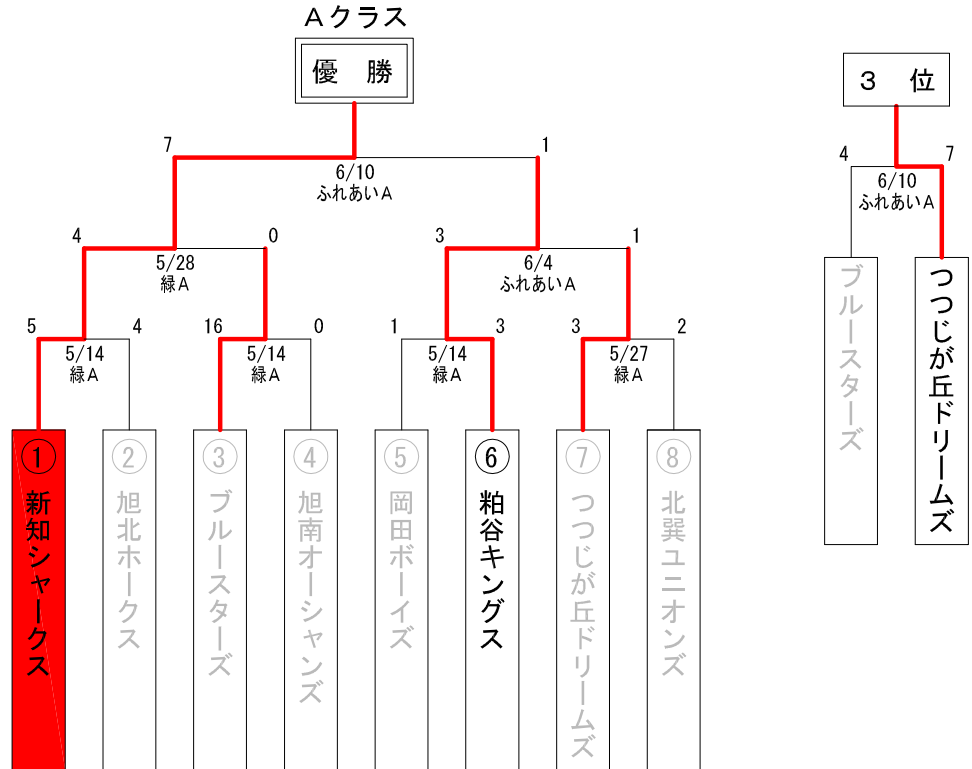 Aクラス
優 勝
3 位
7
1
6/10
ふれあいA
4
7
6/10
ふれあいA
4
0
5/28
緑A
3
1
6/4
ふれあいA
5
4
5/14
緑A
16
0
5/14
緑A
1
3
5/14
緑A
3
2
5/27
緑A
①新知シャークス
②旭北ホークス
③ブルースターズ
④旭南オーシャンズ
⑤岡田ボーイズ
⑥粕谷キングス
⑦つつじが丘ドリームズ
⑧北巽ユニオンズ
ブルースターズ
つつじが丘ドリームズ